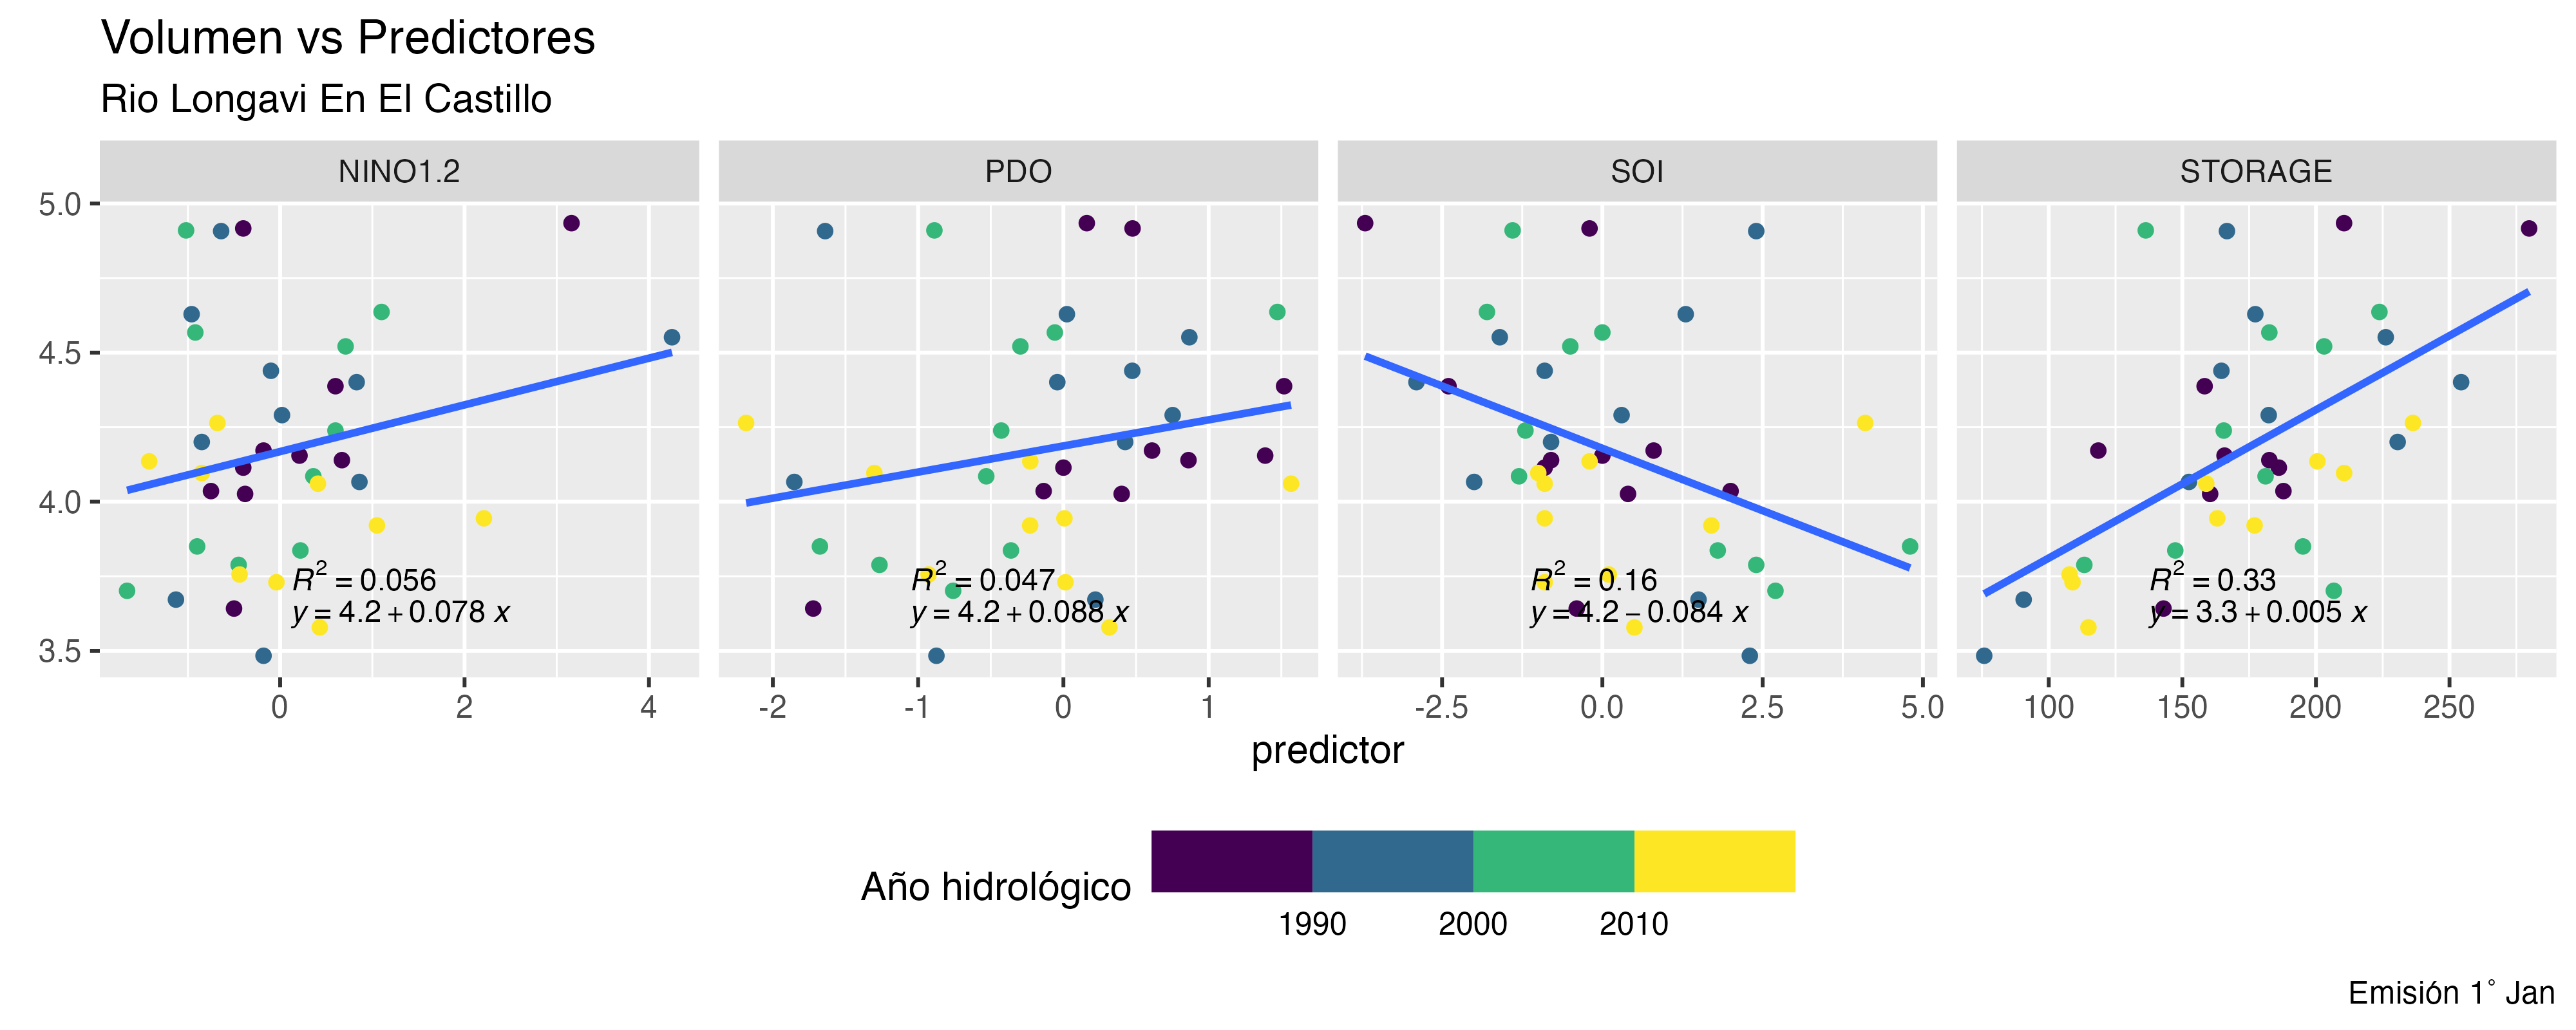 Volumen vs Predictores
Rio Longavi En El Castillo
NINO1.2 PDO SOI STORAGE
5.0
4.5
4.0
3.5
R² = 0.056 R² = 0.047 R² = 0.16 R² = 0.33
y = 4.2 + 0.078 x y = 4.2 + 0.088 x y = 4.2 − 0.084 x y = 3.3 + 0.005 x
0 2 4 -2 -1 0 1 -2.5 0.0 2.5 5.0 100 150 200 250
predictor
Año hidrológico
1990 2000 2010
Emisión 1° Jan